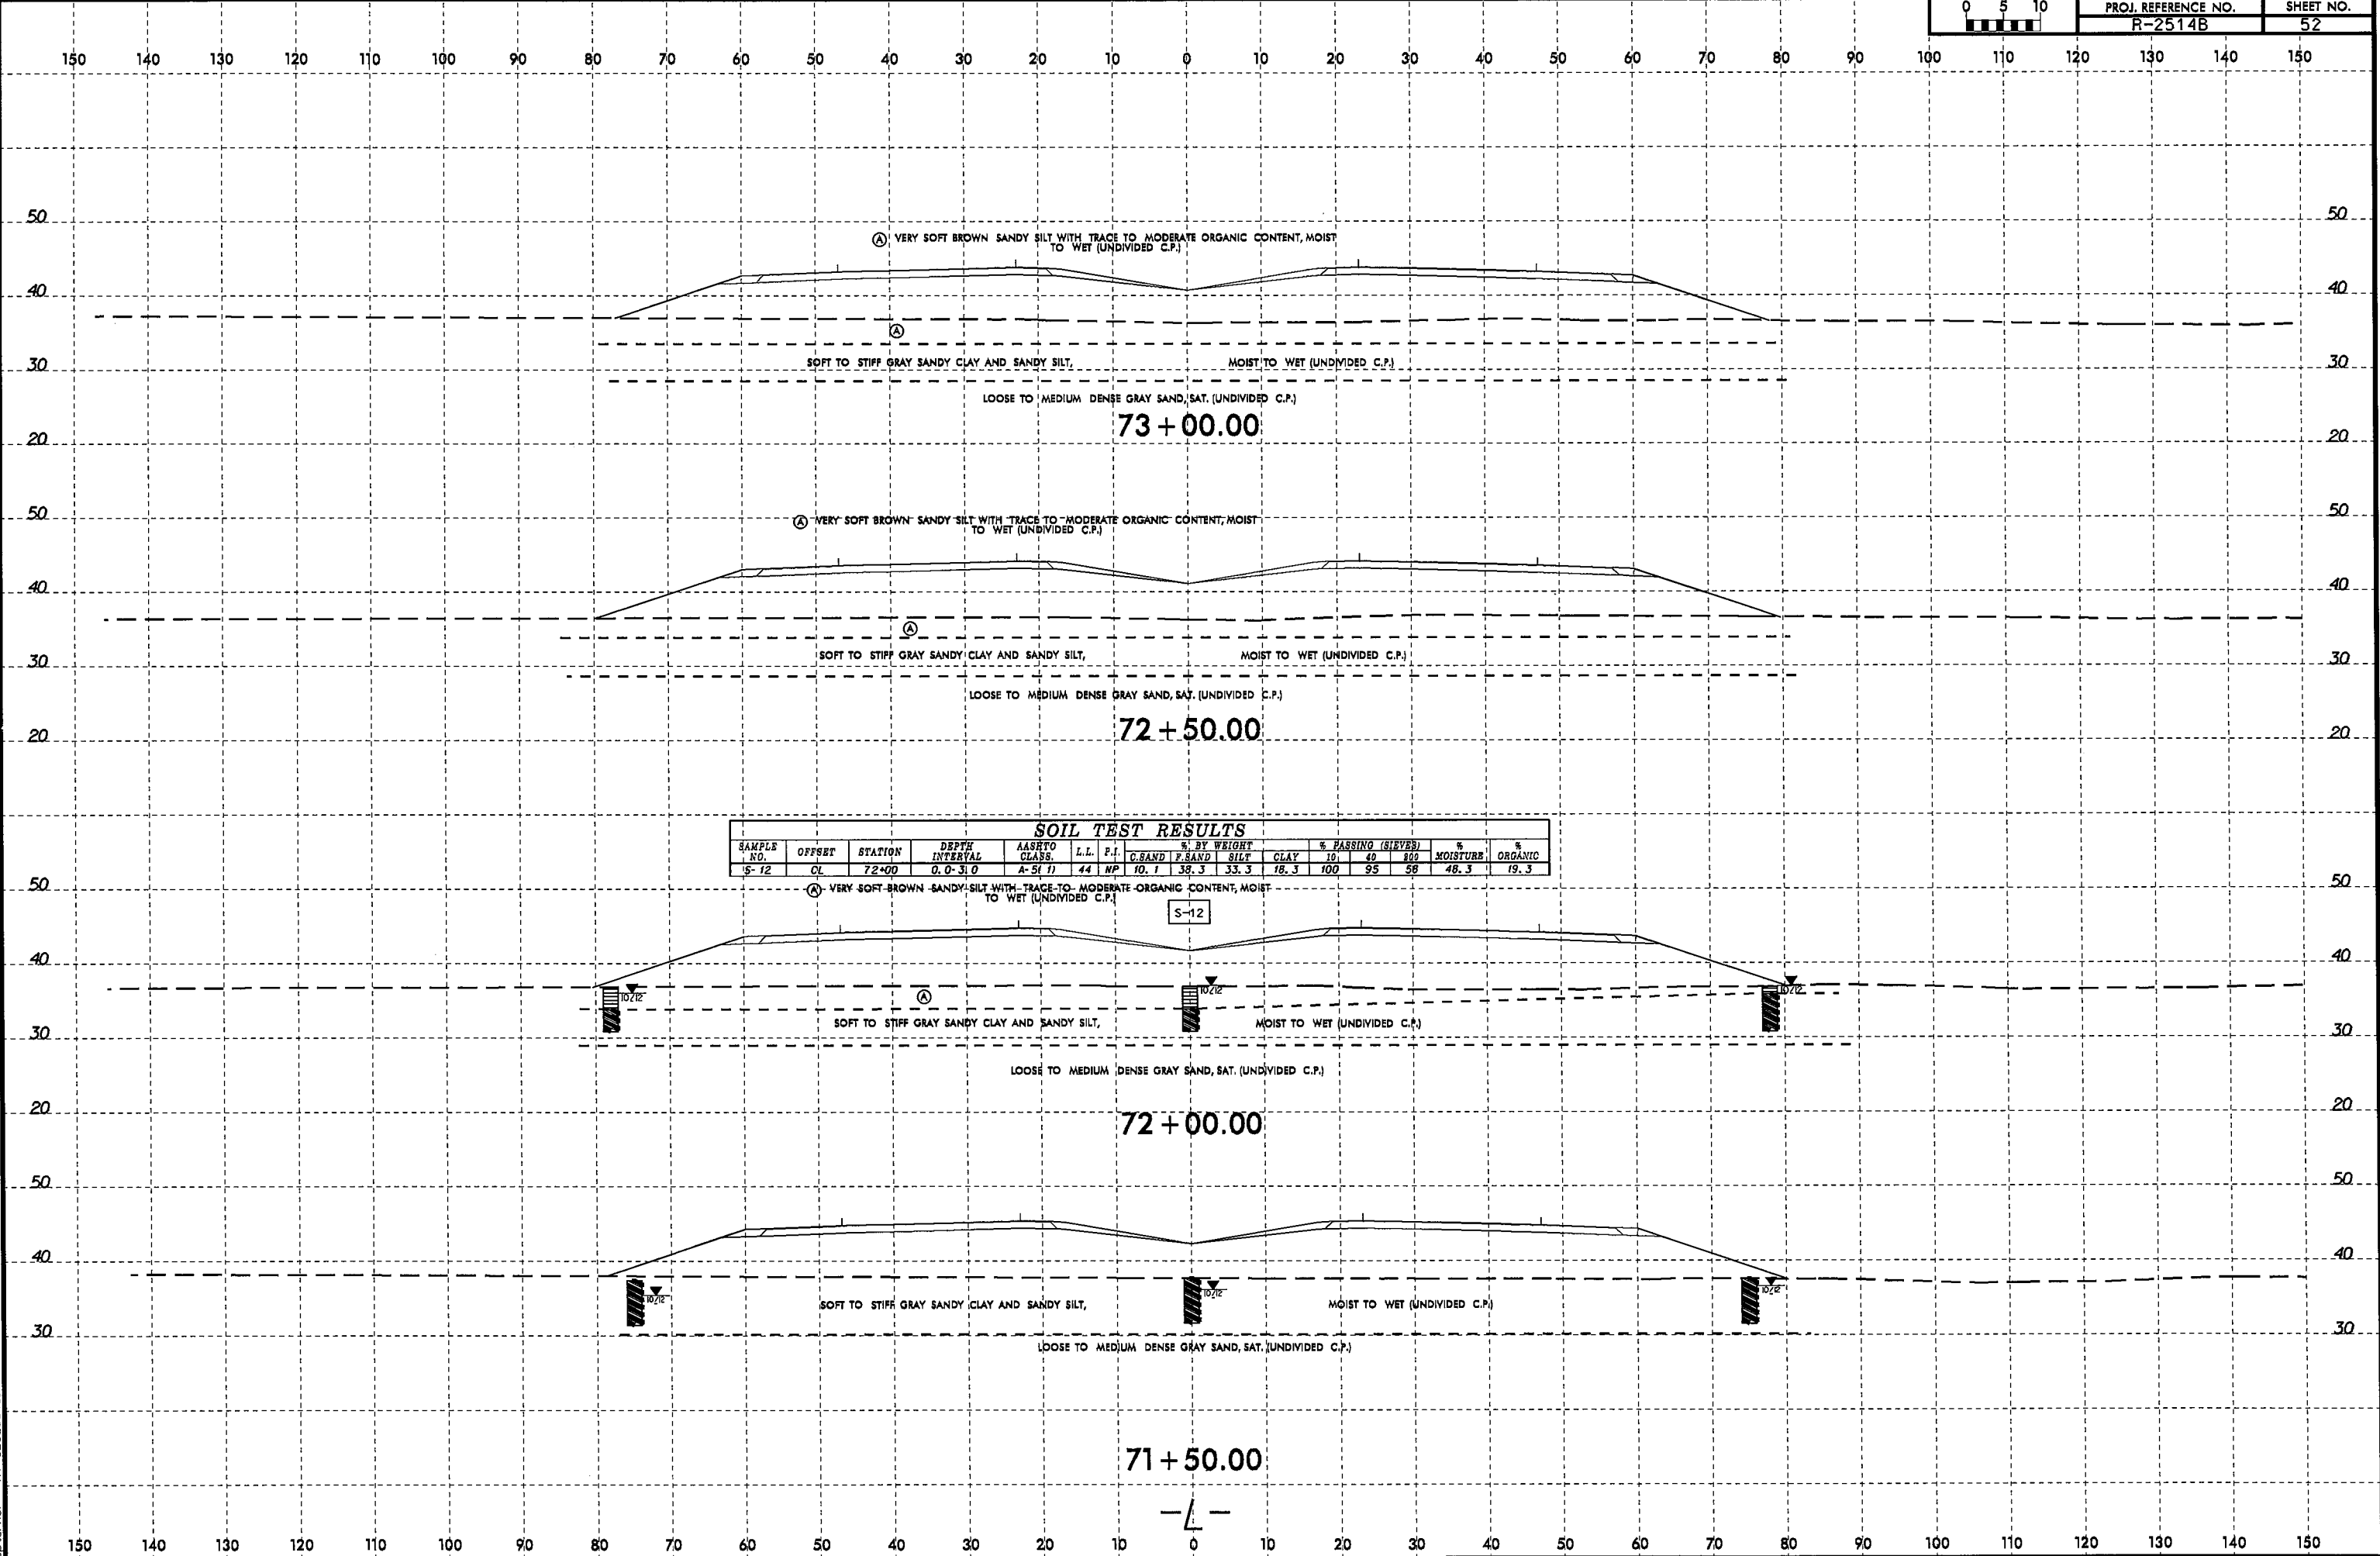 0 5 10
PROJ. REFERENCE NO. SHEET NO.
R-2514B 52
150 140 130 120 110 100 90 80 70 60 50 40 30 20 10 0 10 20 30 40 50 60 70 80 90 100 110 120 130 140 150
50 50
Ⓐ VERY SOFT BROWN SANDY SILT WITH TRACE TO MODERATE ORGANIC CONTENT, MOIST
TO WET (UNDIVIDED C.P.)
40 40
Ⓐ
30 SOFT TO STIFF GRAY SANDY CLAY AND SANDY SILT, MOIST TO WET (UNDIVIDED C.P.) 30
LOOSE TO MEDIUM DENSE GRAY SAND, SAT. (UNDIVIDED C.P.)
73+00.00
20 20
50 50
Ⓐ VERY SOFT BROWN SANDY SILT WITH TRACE TO MODERATE ORGANIC CONTENT, MOIST
TO WET (UNDIVIDED C.P.)
40 40
Ⓐ
SOFT TO STIFF GRAY SANDY CLAY AND SANDY SILT, MOIST TO WET (UNDIVIDED C.P.)
30 30
LOOSE TO MEDIUM DENSE GRAY SAND, SAT. (UNDIVIDED C.P.)
72+50.00
20 20
SOIL TEST RESULTS
SAMPLE NO. OFFSET STATION DEPTH INTERVAL AASHTO CLASS. L.L. P.I. % BY WEIGHT C.SAND F.SAND SILT CLAY % PASSING (SIEVES) 10 40 200 % MOISTURE % ORGANIC
S-12 CL 72+00 0.0-3.0 A-5(1) 44 NP 10.1 38.3 33.3 18.3 100 95 58 48.3 19.3
50 50
Ⓐ VERY SOFT BROWN SANDY SILT WITH TRACE TO MODERATE ORGANIC CONTENT, MOIST
TO WET (UNDIVIDED C.P.)
S-12
40 40
10/12 Ⓐ 10/12 10/12
SOFT TO STIFF GRAY SANDY CLAY AND SANDY SILT, MOIST TO WET (UNDIVIDED C.P.)
30 30
LOOSE TO MEDIUM DENSE GRAY SAND, SAT. (UNDIVIDED C.P.)
20 20
72+00.00
50 50
40 40
10/12 10/12 10/12
SOFT TO STIFF GRAY SANDY CLAY AND SANDY SILT, MOIST TO WET (UNDIVIDED C.P.)
30 30
LOOSE TO MEDIUM DENSE GRAY SAND, SAT. (UNDIVIDED C.P.)
71+50.00
-L-
150 140 130 120 110 100 90 80 70 60 50 40 30 20 10 0 10 20 30 40 50 60 70 80 90 100 110 120 130 140 150